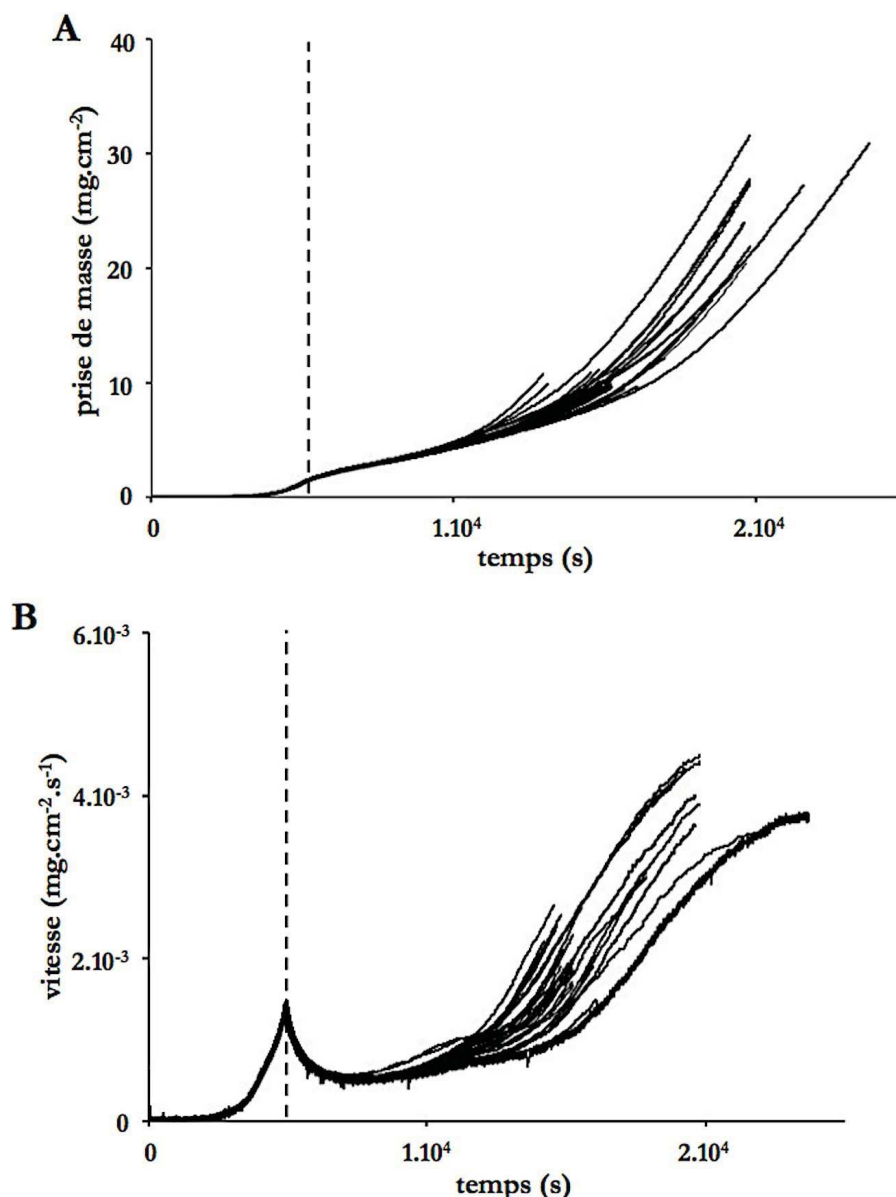 A
40
30
20
10
0
prise de masse (mg.cm⁻²)
0
1.10⁴
2.10⁴
temps (s)
B
6.10⁻³
4.10⁻³
2.10⁻³
0
vitesse (mg.cm⁻².s⁻¹)
0
1.10⁴
2.10⁴
temps (s)